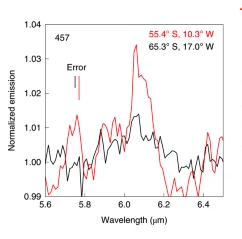 1.04
457
55.4° S, 10.3° W
65.3° S, 17.0° W
1.03
Error
1.02
1.01
1.00
0.99
Normalized emission
5.6
5.8
6.0
6.2
6.4
Wavelength (µm)